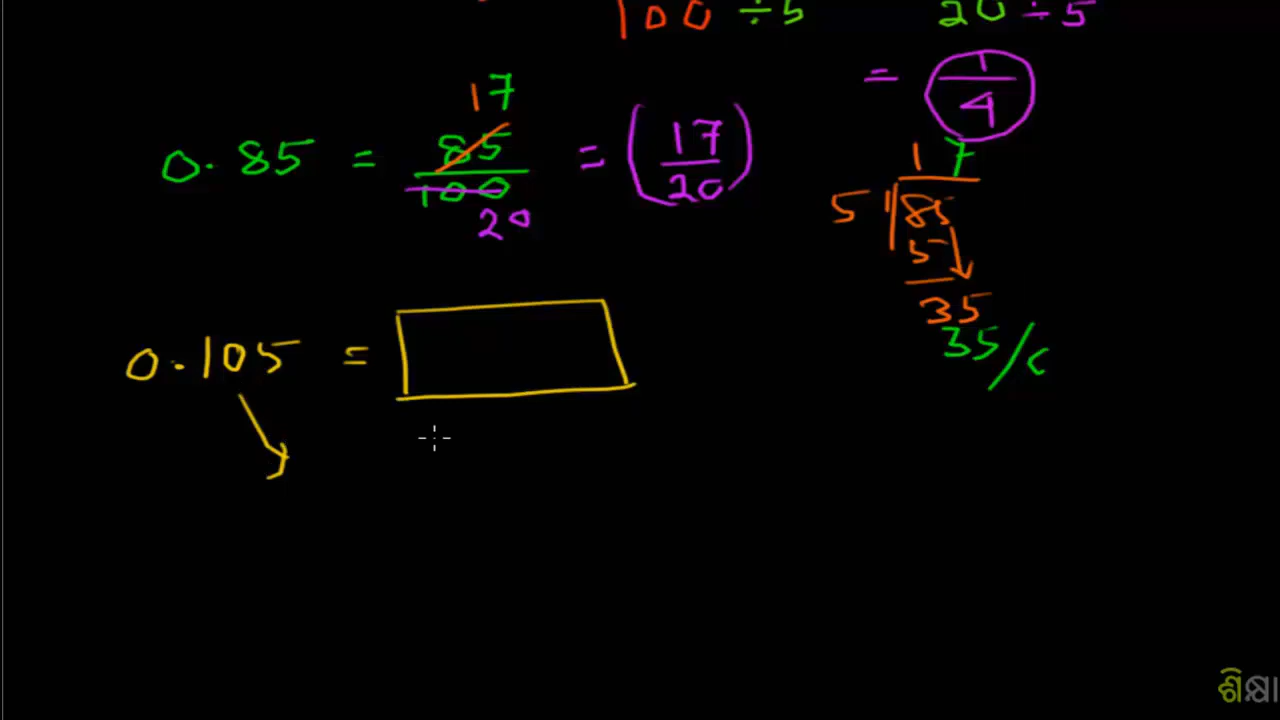 100 ÷5 20 ÷5
= 1/4
17
0.85 = 85/100 = (17/20)
20
17
5 85
5
35
35/c
0.105 =
ଶିକ୍ଷା